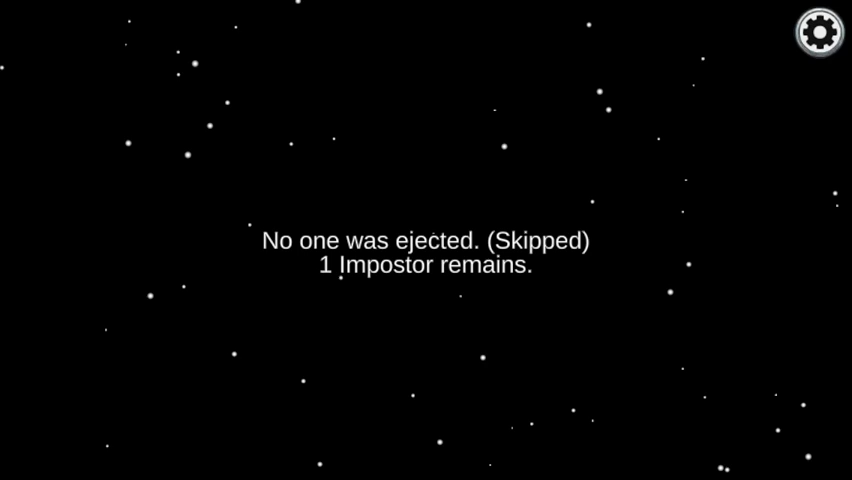 No one was ejected. (Skipped)
1 Impostor remains.